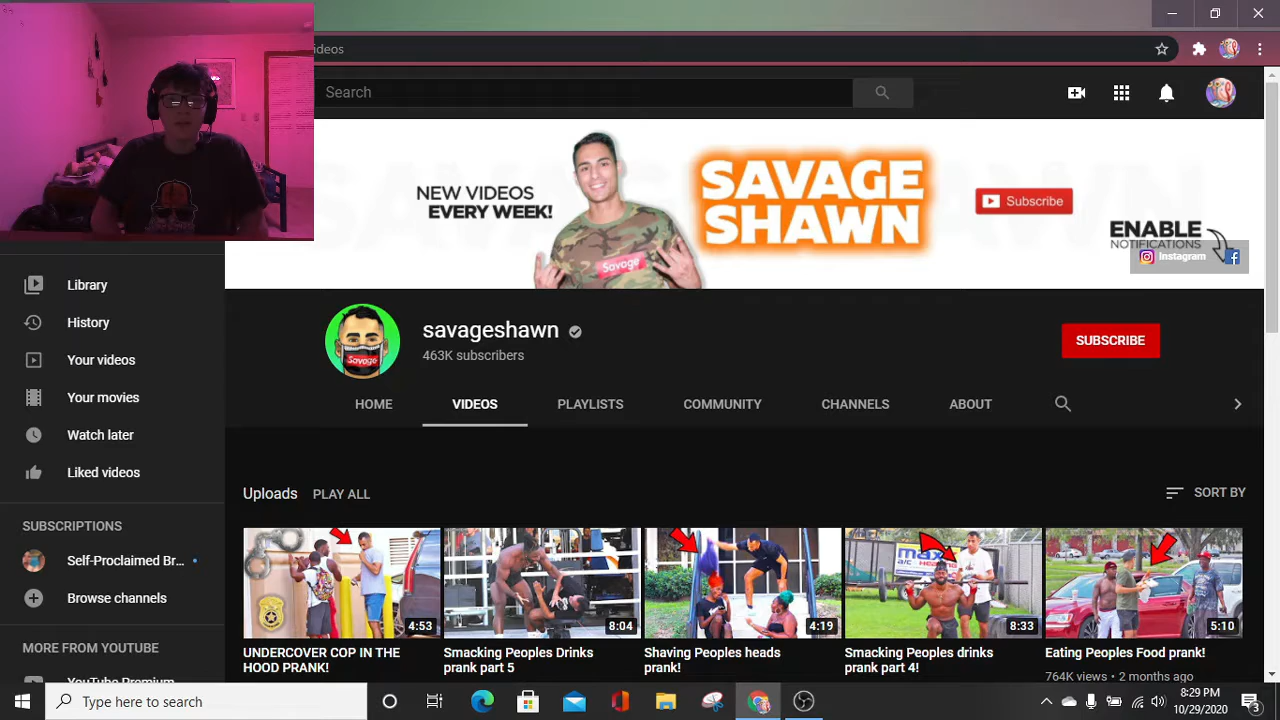 ideos
Search
NEW VIDEOS
EVERY WEEK!
SAVAGE
SHAWN
Savage
Subscribe
ENABLE
NOTIFICATIONS
Instagram
Library
History
Your videos
Your movies
Watch later
Liked videos
SUBSCRIPTIONS
Self-Proclaimed Br...
Browse channels
MORE FROM YOUTUBE
YouTube Premium
Savage
savageshawn
463K subscribers
SUBSCRIBE
HOME VIDEOS PLAYLISTS COMMUNITY CHANNELS ABOUT
Uploads PLAY ALL SORT BY
4:53 8:04 4:19 8:33 5:10
UNDERCOVER COP IN THE
HOOD PRANK!
Smacking Peoples Drinks
prank part 5
Shaving Peoples heads
prank!
Smacking Peoples drinks
prank part 4!
Eating Peoples Food prank!
764K views • 2 months ago
Type here to search
8:29 PM
10/29/2020
3